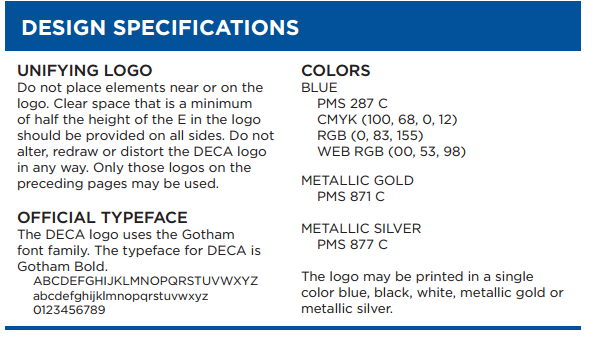 DESIGN SPECIFICATIONS
UNIFYING LOGO
Do not place elements near or on the
logo. Clear space that is a minimum
of half the height of the E in the logo
should be provided on all sides. Do not
alter, redraw or distort the DECA logo
in any way. Only those logos on the
preceding pages may be used.
OFFICIAL TYPEFACE
The DECA logo uses the Gotham
font family. The typeface for DECA is
Gotham Bold.
ABCDEFGHIJKLMNOPQRSTUVWXYZ
abcdefghijklmnopqrstuvwxyz
0123456789
COLORS
BLUE
PMS 287 C
CMYK (100, 68, 0, 12)
RGB (0, 83, 155)
WEB RGB (00, 53, 98)
METALLIC GOLD
PMS 871 C
METALLIC SILVER
PMS 877 C
The logo may be printed in a single
color blue, black, white, metallic gold or
metallic silver.